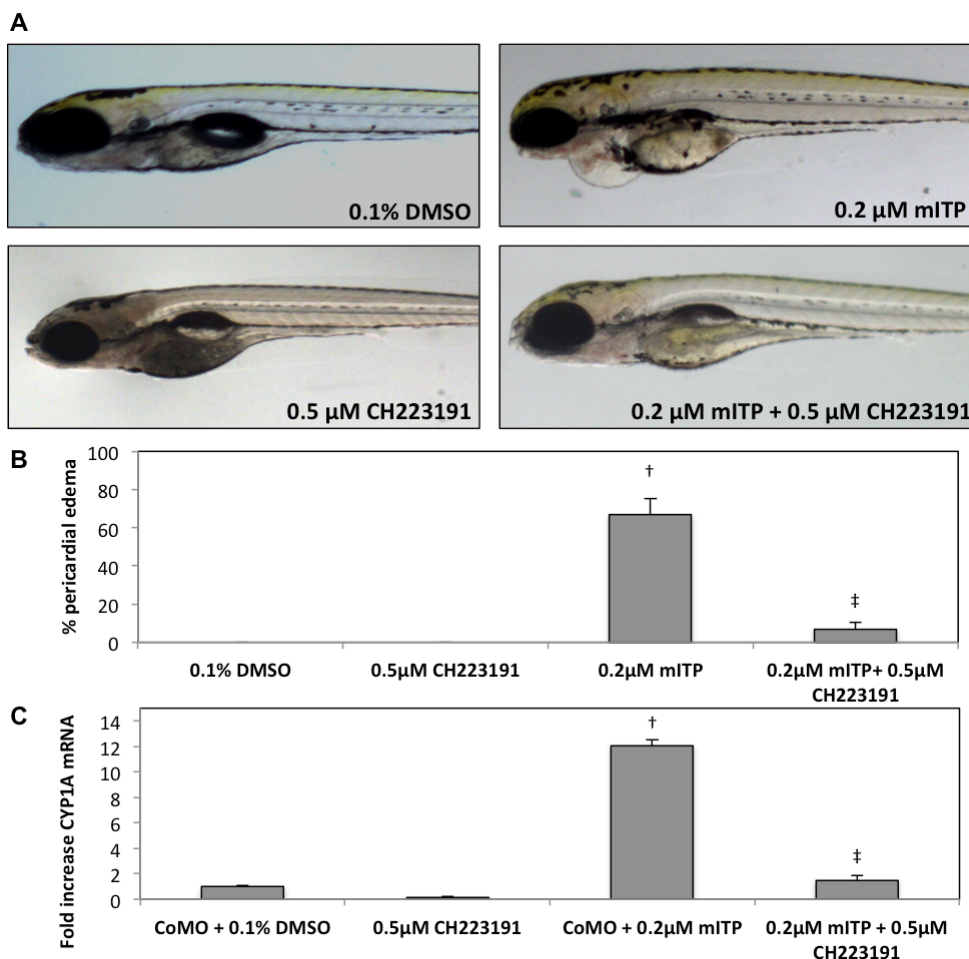 A
0.1% DMSO
0.2 µM mITP
0.5 µM CH223191
0.2 µM mITP + 0.5 µM CH223191
B
% pericardial edema
100
80
60
40
20
0
†
‡
0.1% DMSO
0.5µM CH223191
0.2µM mITP
0.2µM mITP+ 0.5µM
CH223191
C
Fold increase CYP1A mRNA
14
12
10
8
6
4
2
0
†
‡
CoMO + 0.1% DMSO
0.5µM CH223191
CoMO + 0.2µM mITP
0.2µM mITP + 0.5µM
CH223191